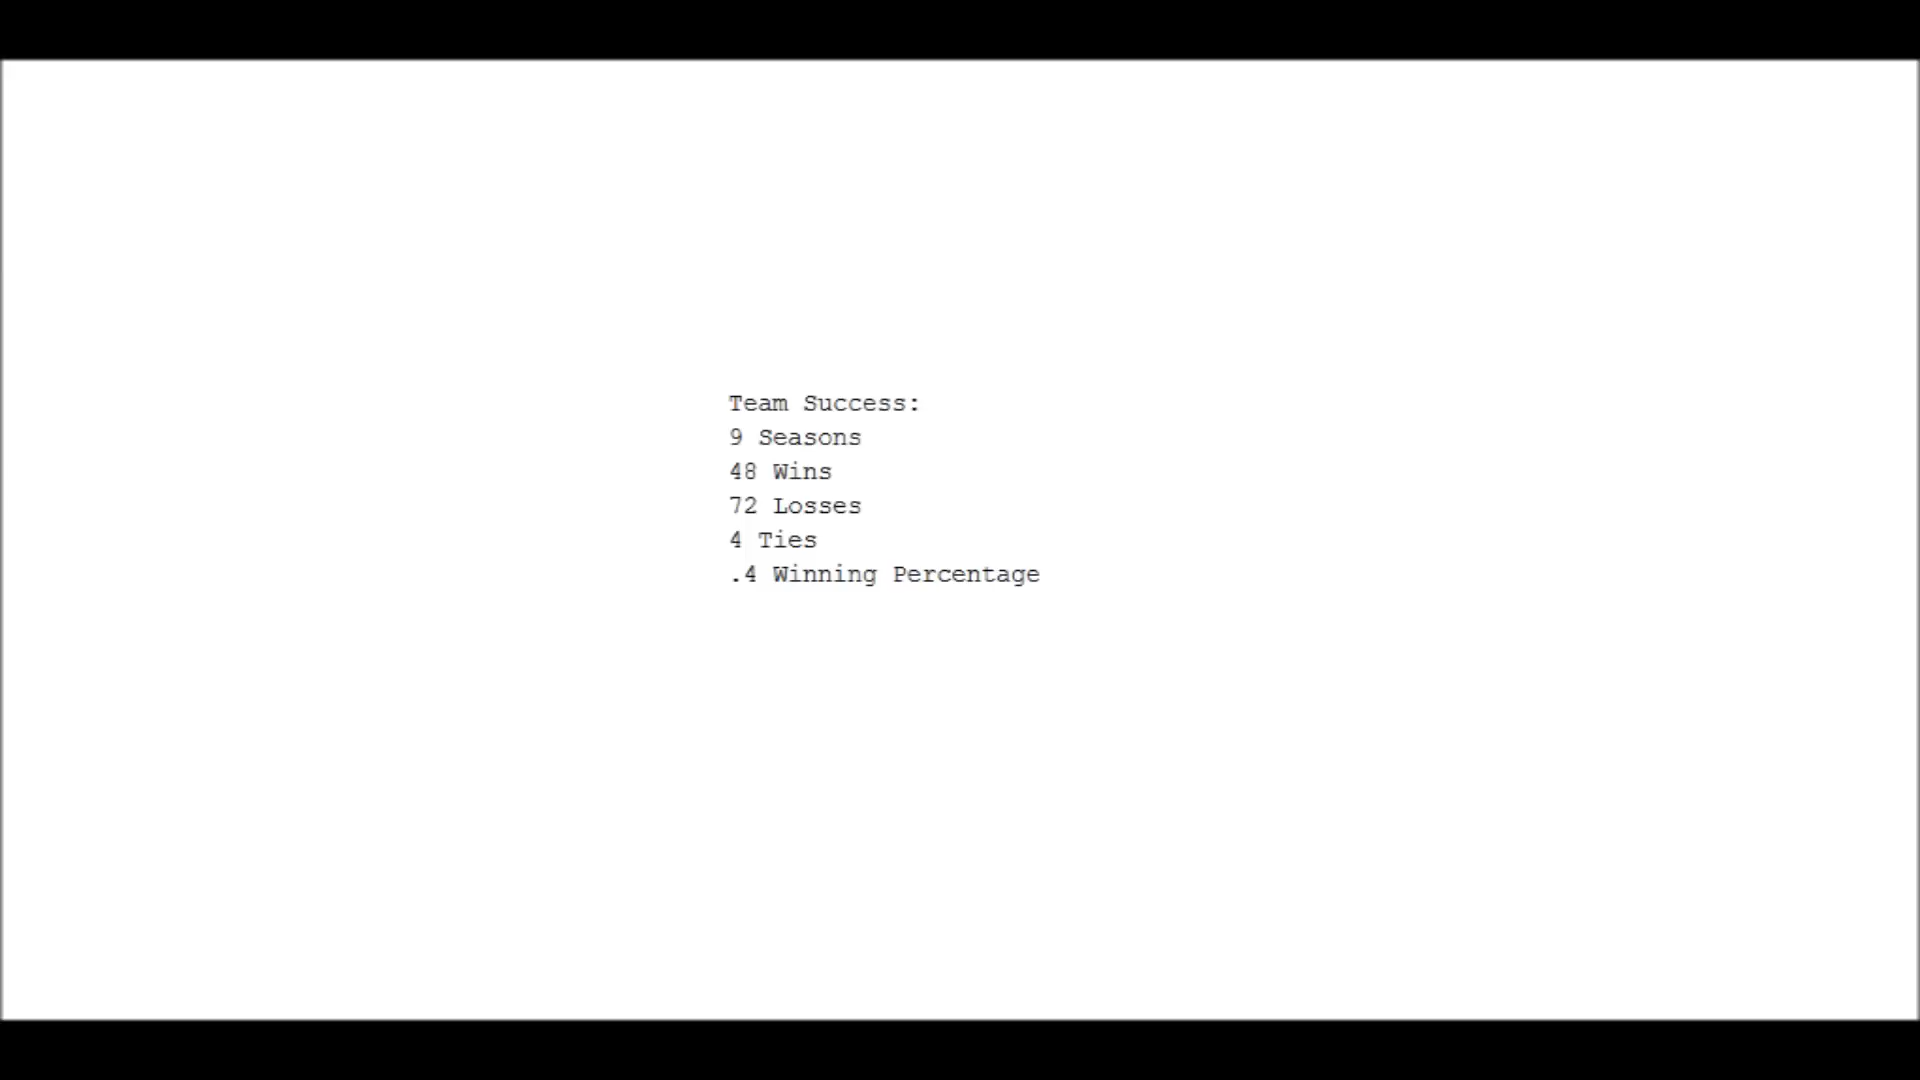 Team Success:
9 Seasons
48 Wins
72 Losses
4 Ties
.4 Winning Percentage